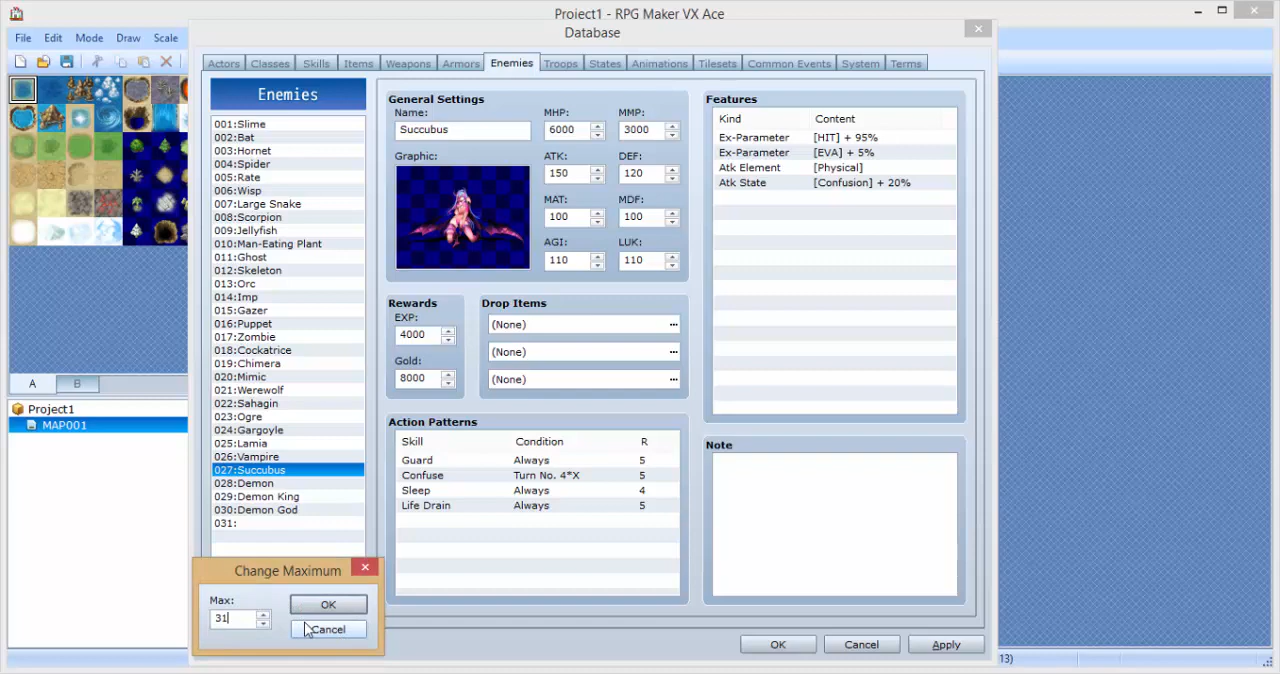 Project1 - RPG Maker VX Ace
Database
File Edit Mode Draw Scale
Actors Classes Skills Items Weapons Armors Enemies Troops States Animations Tilesets Common Events System Terms
Enemies
001:Slime
002:Bat
003:Hornet
004:Spider
005:Rate
006:Wisp
007:Large Snake
008:Scorpion
009:Jellyfish
010:Man-Eating Plant
011:Ghost
012:Skeleton
013:Orc
014:Imp
015:Gazer
016:Puppet
017:Zombie
018:Cockatrice
019:Chimera
020:Mimic
021:Werewolf
022:Sahagin
023:Ogre
024:Gargoyle
025:Lamia
026:Vampire
027:Succubus
028:Demon
029:Demon King
030:Demon God
031:
General Settings
Name: MHP: MMP:
Succubus 6000 3000
Graphic: ATK: DEF:
150 120
MAT: MDF:
100 100
AGI: LUK:
110 110
Rewards
EXP:
4000
Gold:
8000
Drop Items
(None) ...
(None) ...
(None) ...
Action Patterns
Skill Condition R
Guard Always 5
Confuse Turn No. 4*X 5
Sleep Always 4
Life Drain Always 5
Features
Kind Content
Ex-Parameter [HIT] + 95%
Ex-Parameter [EVA] + 5%
Atk Element [Physical]
Atk State [Confusion] + 20%
Note
A B
Project1
MAP001
Change Maximum
Max:
31
OK
Cancel
OK Cancel Apply
13)